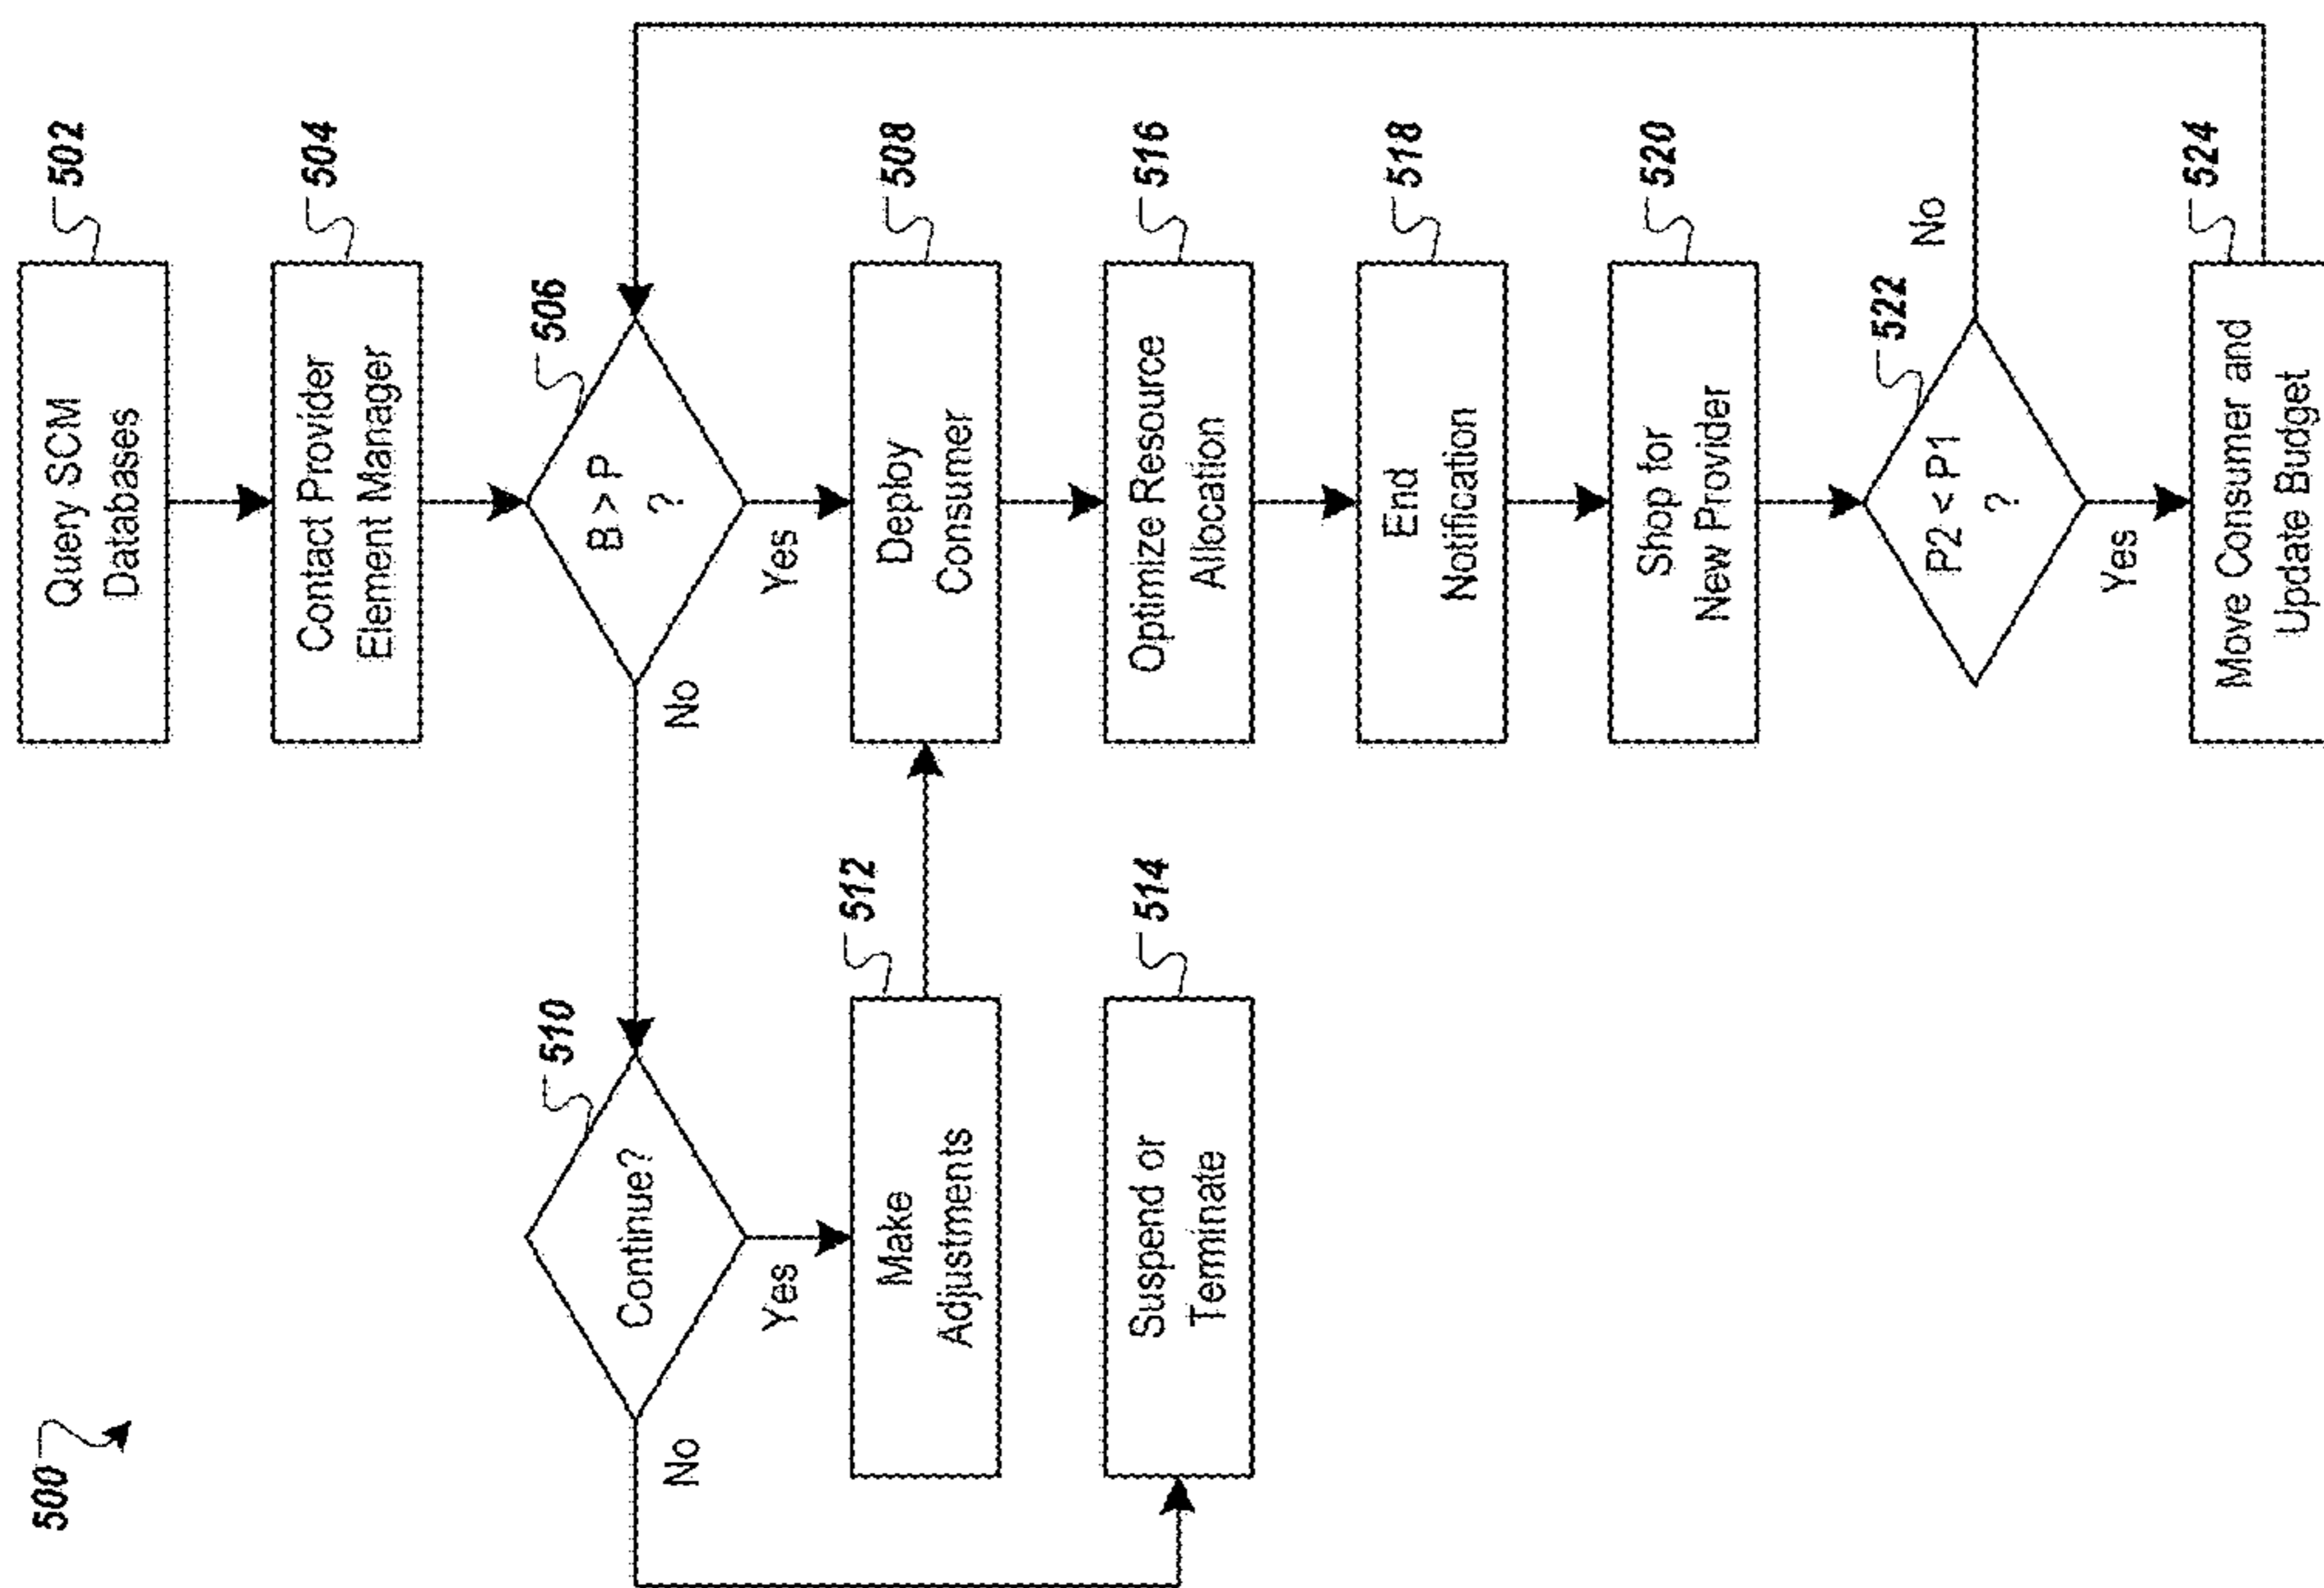 500
Query SCM
Databases
502
Contact Provider
Element Manager
504
B > P
?
506
No
Yes
Continue?
510
No
Yes
Make
Adjustments
512
Suspend or
Terminate
514
Deploy
Consumer
508
Optimize Resource
Allocation
516
End
Notification
518
Shop for
New Provider
520
P2 < P1
?
522
No
Yes
Move Consumer and
Update Budget
524